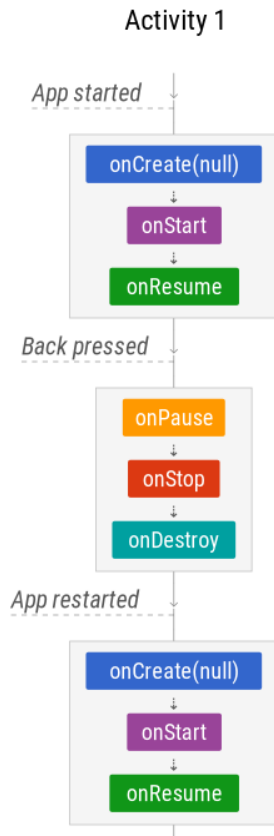 Activity 1
App started
onCreate(null)
onStart
onResume
Back pressed
onPause
onStop
onDestroy
App restarted
onCreate(null)
onStart
onResume